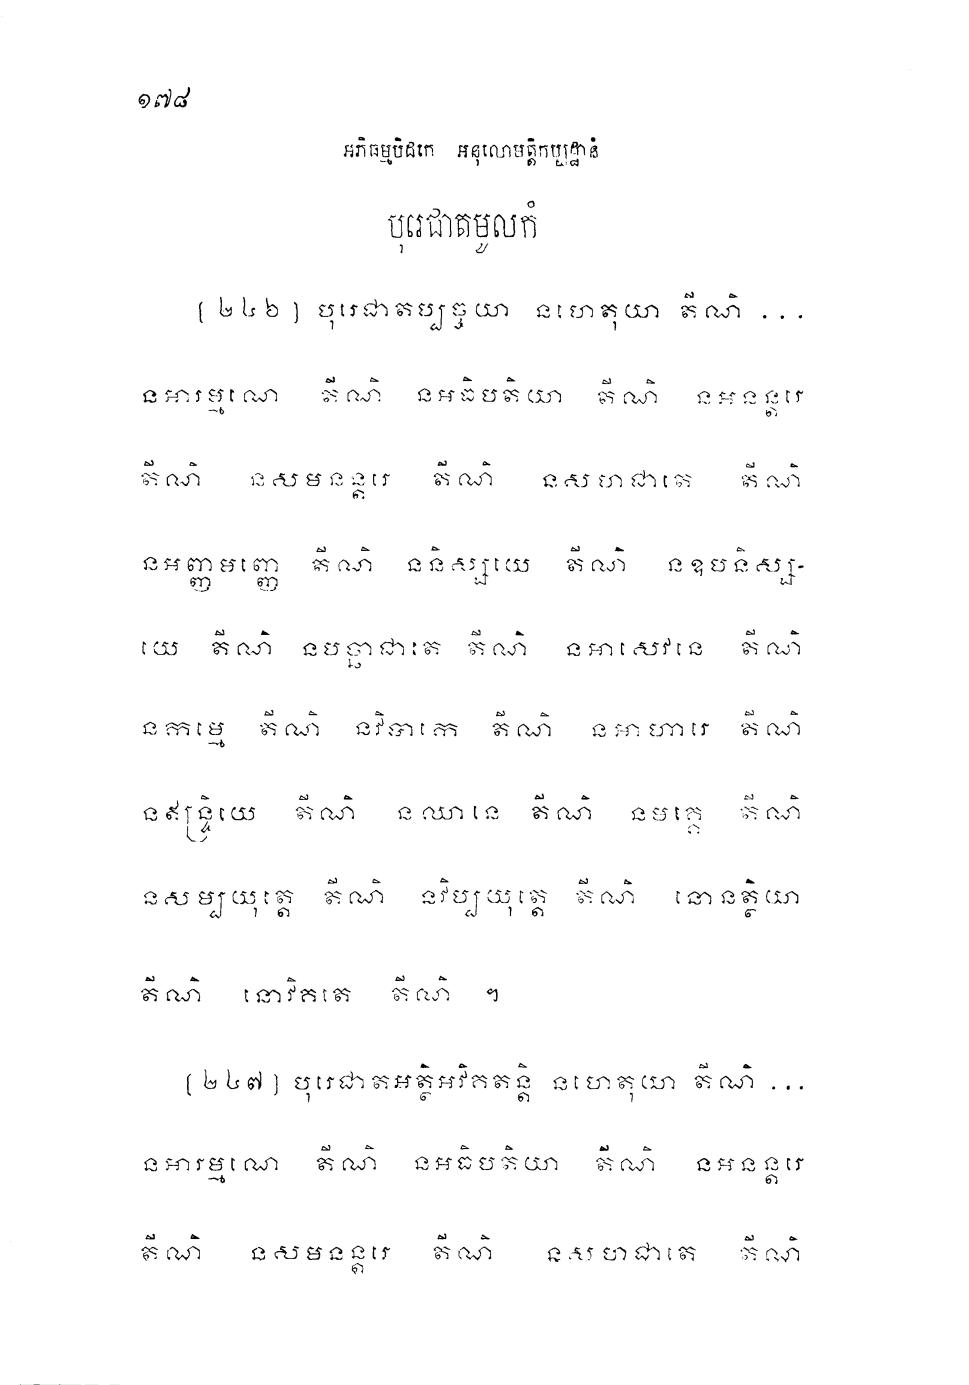 ១៧៨
អភិធម្មបិដកេ អនុលោមតិ្តកប្បដ្ឋានំ
បុរេជាតមូលកំ
(២៤៦) បុរេជាតប្បច្ចយា នហេតុយា តីណិ ...
នអារម្មណេ តីណិ នអធិបតិយា តីណិ នអនន្តរេ
តីណិ នសមនន្តរេ តីណិ នសហជាតេ តីណិ
នអញ្ញមញ្ញេ តីណិ ននិស្សយេ តីណិ នឧបនិស្ស-
យេ តីណិ នបច្ឆាជាតេ តីណិ នអាសេវនេ តីណិ
នកម្មេ តីណិ នវិបាកេ តីណិ នអាហារេ តីណិ
នឥន្ទ្រិយេ តីណិ នឈានេ តីណិ នមគ្គេ តីណិ
នសម្បយុត្តេ តីណិ នវិប្បយុត្តេ តីណិ នោនត្ថិយា
តីណិ នោវិគតេ តីណិ ។
(២៤៧) បុរេជាតអត្ថិអវិគតន្តិ នហេតុយា តីណិ ...
នអារម្មណេ តីណិ នអធិបតិយា តីណិ នអនន្តរេ
តីណិ នសមនន្តរេ តីណិ នសហជាតេ តីណិ